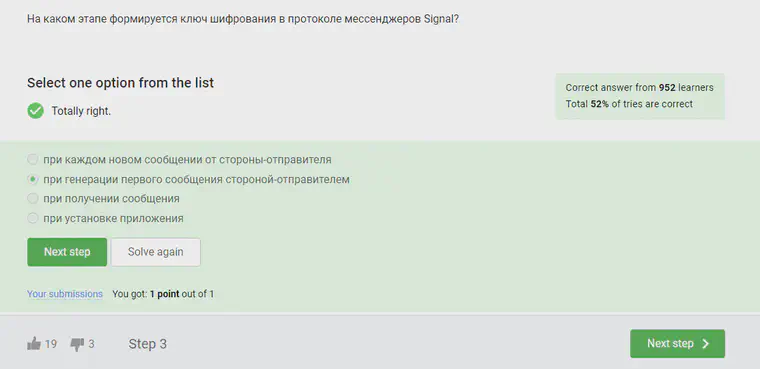 На каком этапе формируется ключ шифрования в протоколе мессенджеров Signal?
Select one option from the list
Totally right.
Correct answer from 952 learners
Total 52% of tries are correct
при каждом новом сообщении от стороны-отправителя
при генерации первого сообщения стороной-отправителем
при получении сообщения
при установке приложения
Next step
Solve again
Your submissions You got: 1 point out of 1
19 3 Step 3 Next step